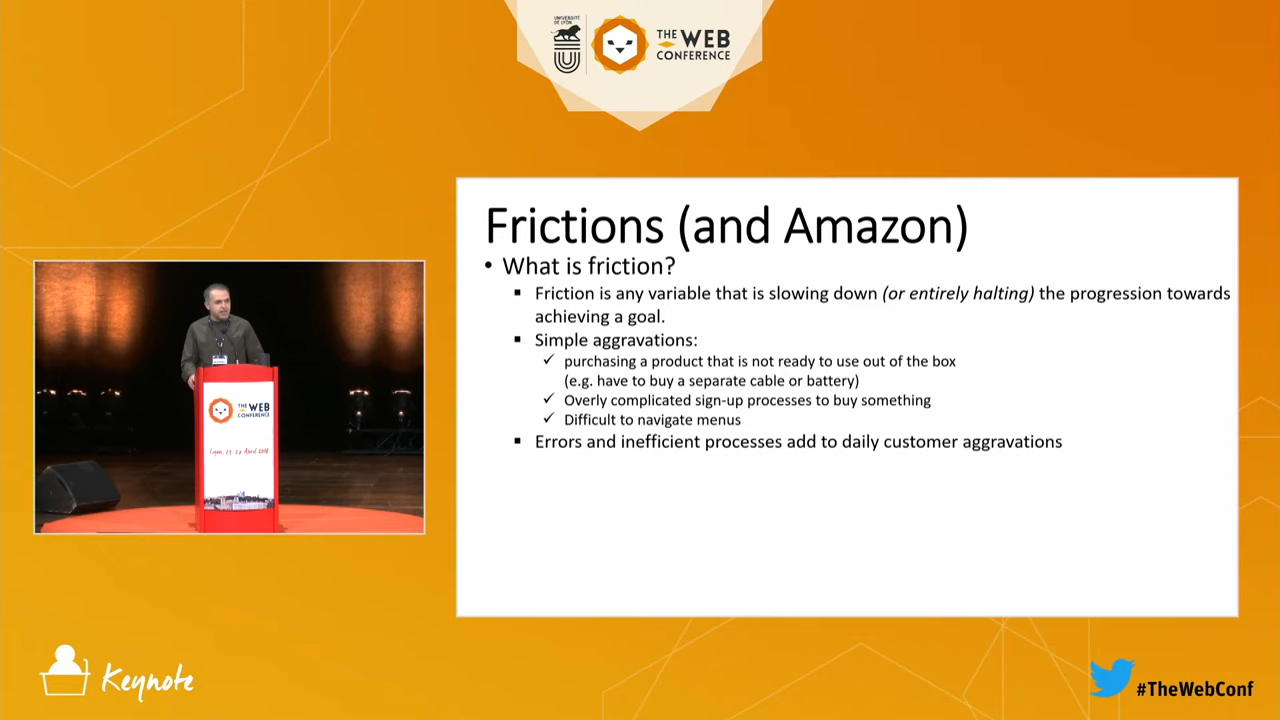 UNIVERSITÉ
DE LYON
THE WEB
CONFERENCE
Frictions (and Amazon)
• What is friction?
▪ Friction is any variable that is slowing down (or entirely halting) the progression towards
achieving a goal.
▪ Simple aggravations:
✓ purchasing a product that is not ready to use out of the box
(e.g. have to buy a separate cable or battery)
✓ Overly complicated sign-up processes to buy something
✓ Difficult to navigate menus
▪ Errors and inefficient processes add to daily customer aggravations
THE WEB
CONFERENCE
Keynote
#TheWebConf